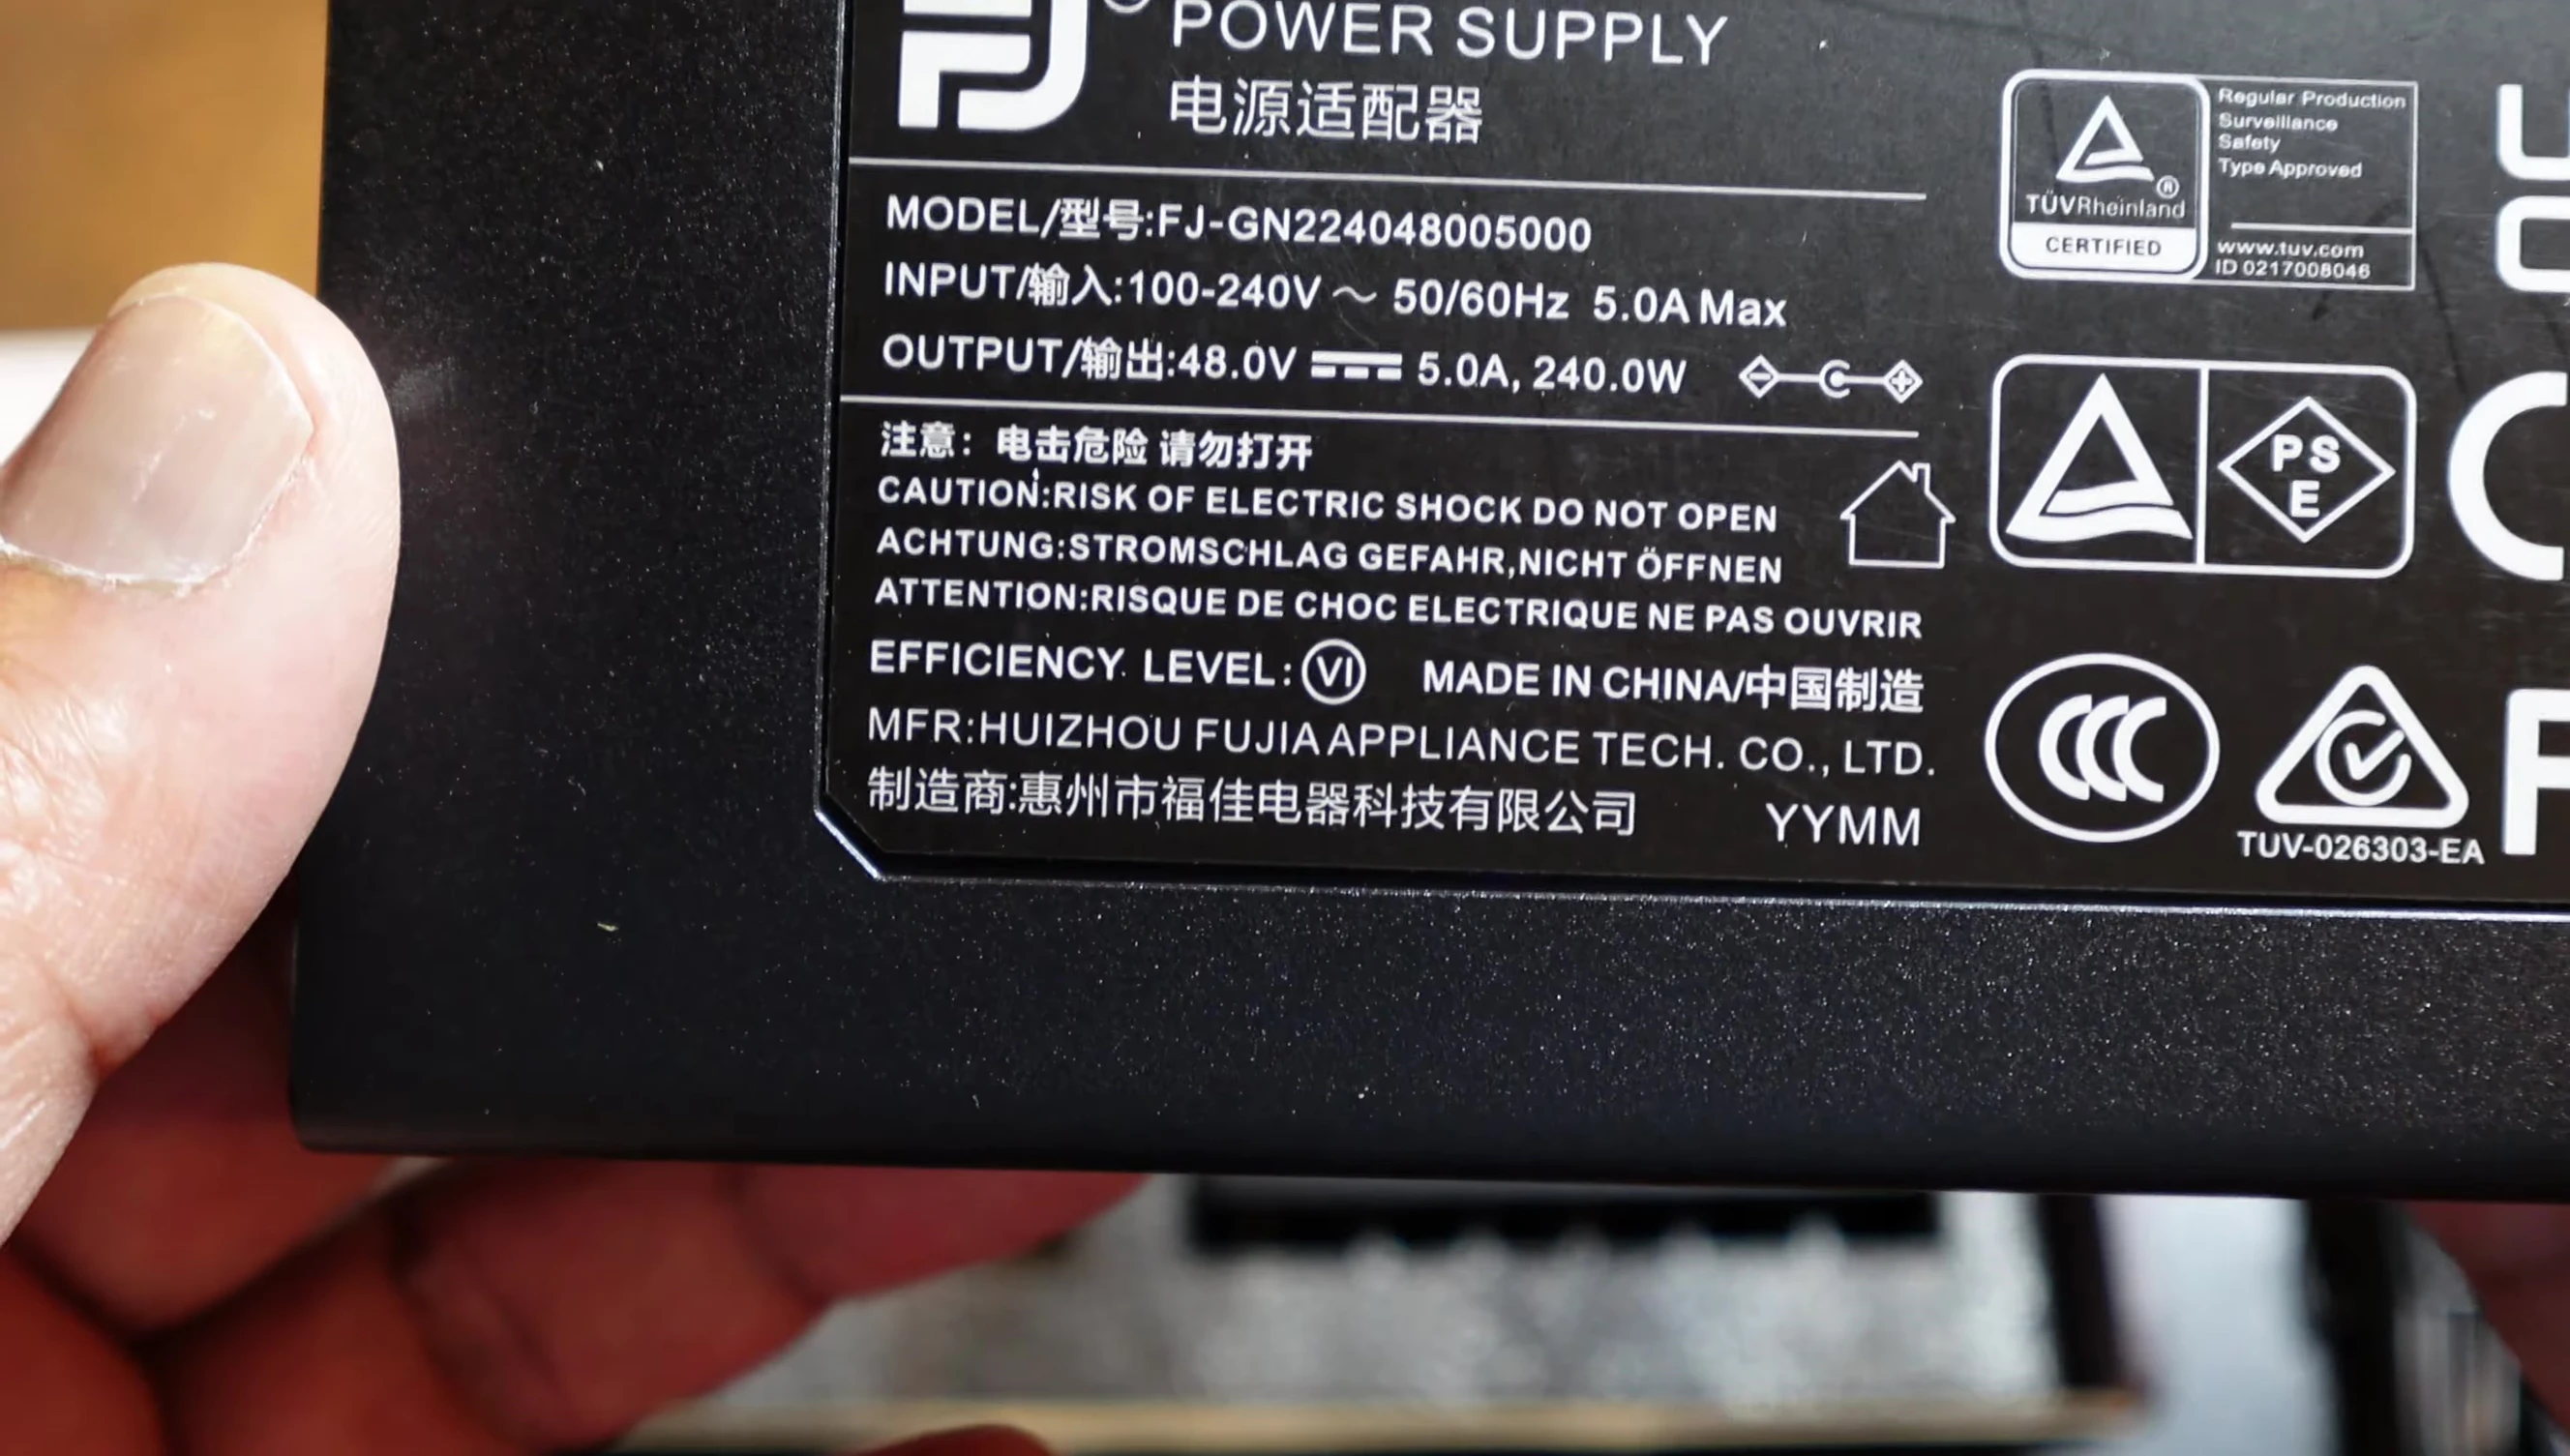 FJ
POWER SUPPLY
电源适配器
MODEL/型号:FJ-GN224048005000
INPUT/输入:100-240V ~ 50/60Hz 5.0A Max
OUTPUT/输出:48.0V ⎓ 5.0A, 240.0W
注意：电击危险 请勿打开
CAUTION:RISK OF ELECTRIC SHOCK DO NOT OPEN
ACHTUNG:STROMSCHLAG GEFAHR,NICHT ÖFFNEN
ATTENTION:RISQUE DE CHOC ELECTRIQUE NE PAS OUVRIR
EFFICIENCY LEVEL:VI MADE IN CHINA/中国制造
MFR:HUIZHOU FUJIA APPLIANCE TECH. CO., LTD.
制造商:惠州市福佳电器科技有限公司 YYMM
TÜVRheinland
CERTIFIED
Regular Production
Surveillance
Safety
Type Approved
www.tuv.com
ID 0217008046
PS
E
CCC
TUV-026303-EA